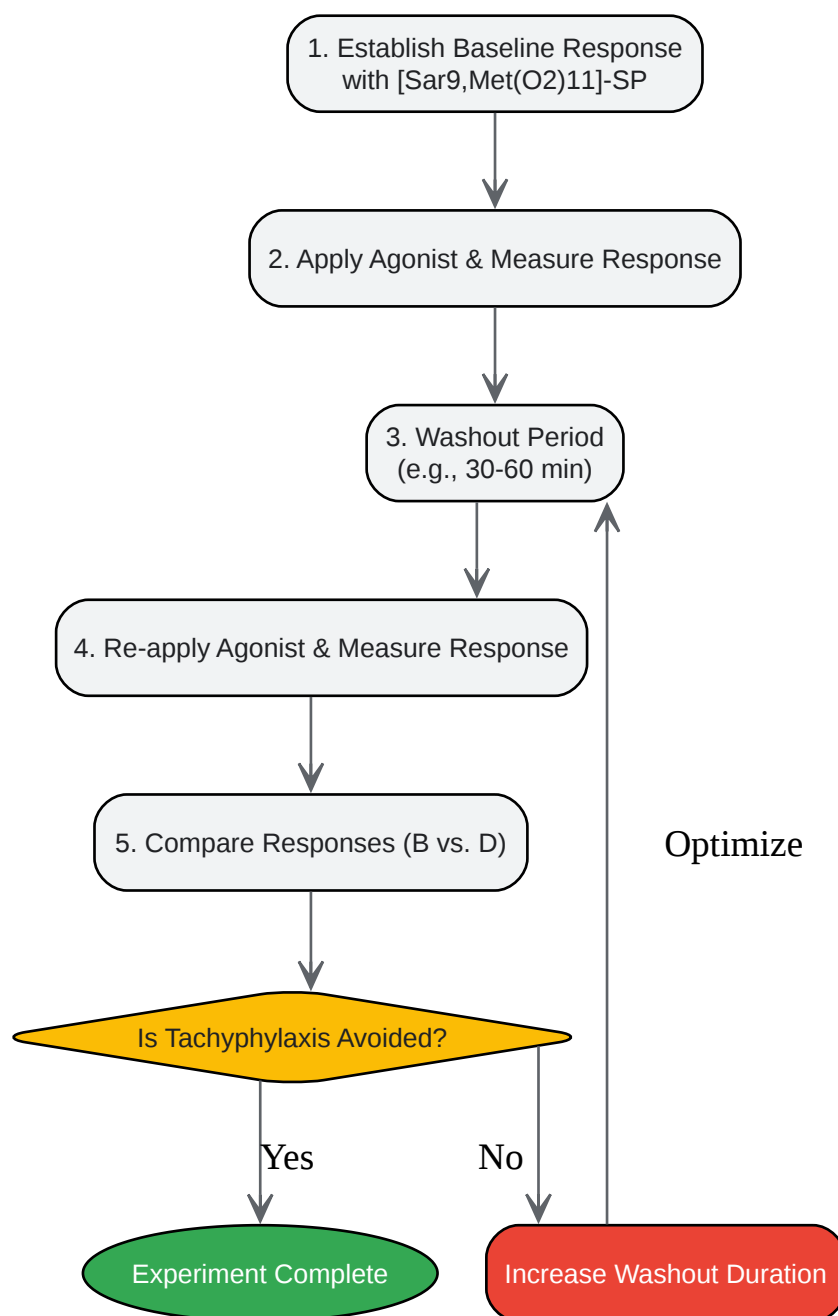 1. Establish Baseline Response
with [Sar9,Met(O2)11]-SP
2. Apply Agonist & Measure Response
3. Washout Period
(e.g., 30-60 min)
4. Re-apply Agonist & Measure Response
5. Compare Responses (B vs. D)
Optimize
Is Tachyphylaxis Avoided?
Yes
No
Experiment Complete
Increase Washout Duration